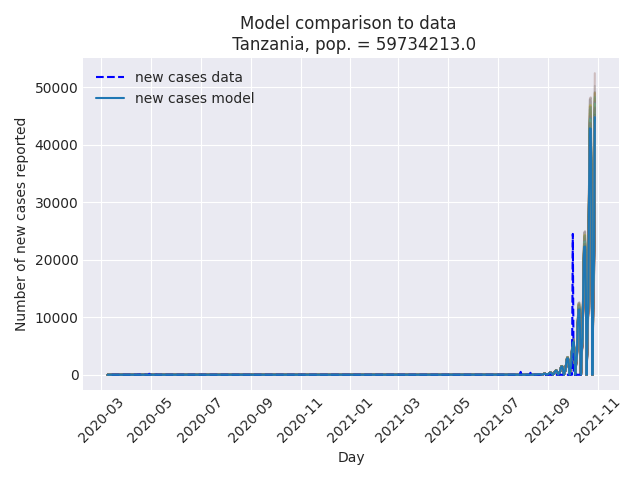 Model comparison to data
Tanzania, pop. = 59734213.0
new cases data
new cases model
Number of new cases reported
50000
40000
30000
20000
10000
0
2020-03
2020-05
2020-07
2020-09
2020-11
2021-01
2021-03
2021-05
2021-07
2021-09
2021-11
Day